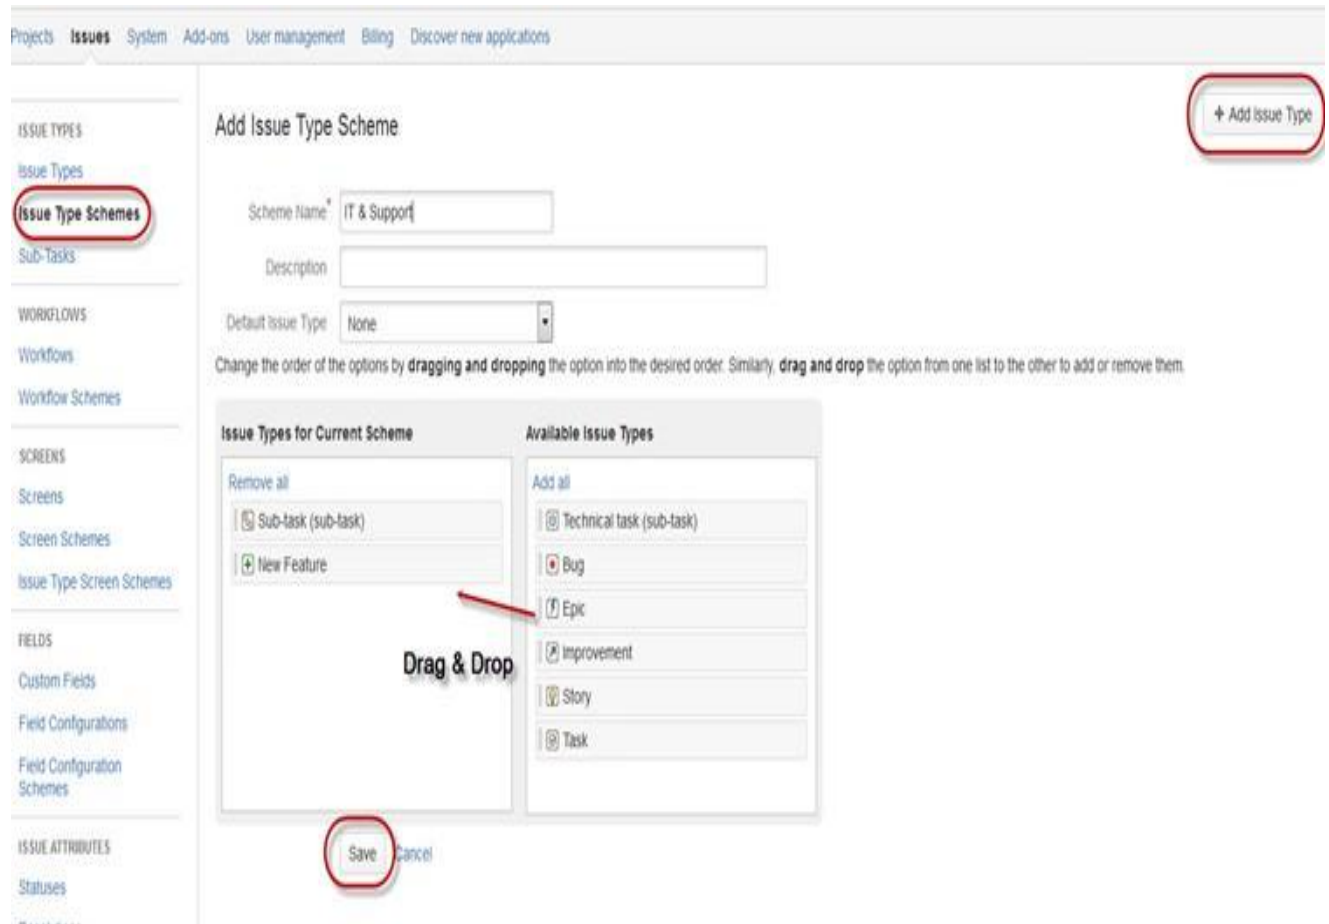 Projects Issues System Add-ons User management Billing Discover new applications
+ Add Issue Type
ISSUE TYPES
Issue Types
Issue Type Schemes
Sub-Tasks
WORKFLOWS
Workflows
Workflow Schemes
SCREENS
Screens
Screen Schemes
Issue Type Screen Schemes
FIELDS
Custom Fields
Field Configurations
Field Configuration
Schemes
ISSUE ATTRIBUTES
Statuses
Add Issue Type Scheme
Scheme Name* IT & Support
Description
Default Issue Type None
Change the order of the options by dragging and dropping the option into the desired order. Similarly, drag and drop the option from one list to the other to add or remove them.
Issue Types for Current Scheme
Remove all
Sub-task (sub-task)
New Feature
Drag & Drop
Available Issue Types
Add all
Technical task (sub-task)
Bug
Epic
Improvement
Story
Task
Save Cancel